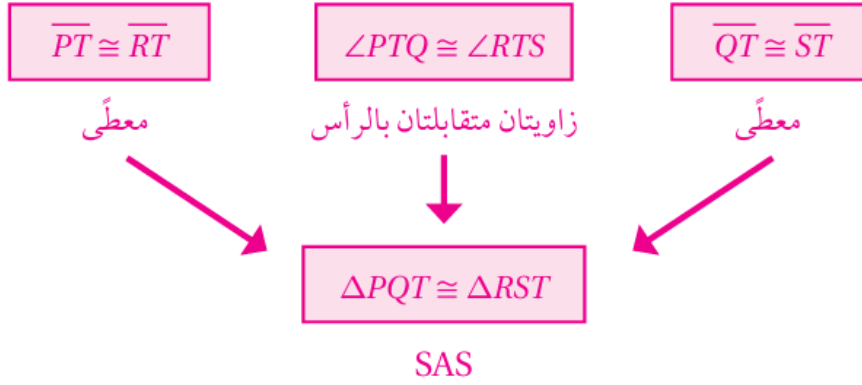 PT ≅ RT
∠PTQ ≅ ∠RTS
QT ≅ ST
معطًى
زاويتان متقابلتان بالرأس
معطًى
ΔPQT ≅ ΔRST
SAS